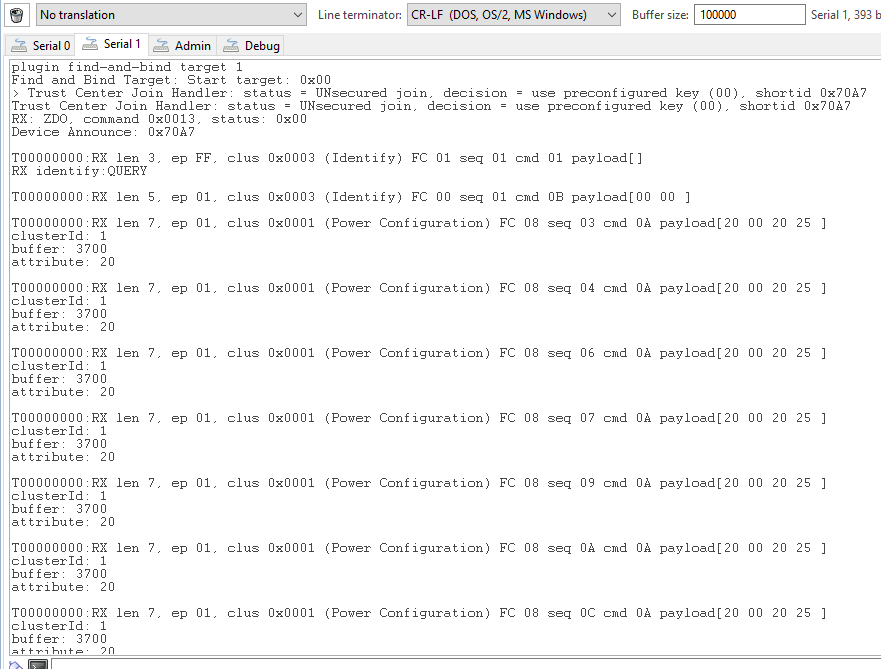 No translation
Line terminator:
CR-LF (DOS, OS/2, MS Windows)
Buffer size:
100000
Serial 1, 393 b
Serial 0
Serial 1
Admin
Debug
plugin find-and-bind target 1
Find and Bind Target: Start target: 0x00
> Trust Center Join Handler: status = UNsecured join, decision = use preconfigured key (00), shortid 0x70A7
Trust Center Join Handler: status = UNsecured join, decision = use preconfigured key (00), shortid 0x70A7
RX: ZDO, command 0x0013, status: 0x00
Device Announce: 0x70A7
T00000000:RX len 3, ep FF, clus 0x0003 (Identify) FC 01 seq 01 cmd 01 payload[]
RX identify:QUERY
T00000000:RX len 5, ep 01, clus 0x0003 (Identify) FC 00 seq 01 cmd 0B payload[00 00 ]
T00000000:RX len 7, ep 01, clus 0x0001 (Power Configuration) FC 08 seq 03 cmd 0A payload[20 00 20 25 ]
clusterId: 1
buffer: 3700
attribute: 20
T00000000:RX len 7, ep 01, clus 0x0001 (Power Configuration) FC 08 seq 04 cmd 0A payload[20 00 20 25 ]
clusterId: 1
buffer: 3700
attribute: 20
T00000000:RX len 7, ep 01, clus 0x0001 (Power Configuration) FC 08 seq 06 cmd 0A payload[20 00 20 25 ]
clusterId: 1
buffer: 3700
attribute: 20
T00000000:RX len 7, ep 01, clus 0x0001 (Power Configuration) FC 08 seq 07 cmd 0A payload[20 00 20 25 ]
clusterId: 1
buffer: 3700
attribute: 20
T00000000:RX len 7, ep 01, clus 0x0001 (Power Configuration) FC 08 seq 09 cmd 0A payload[20 00 20 25 ]
clusterId: 1
buffer: 3700
attribute: 20
T00000000:RX len 7, ep 01, clus 0x0001 (Power Configuration) FC 08 seq 0A cmd 0A payload[20 00 20 25 ]
clusterId: 1
buffer: 3700
attribute: 20
T00000000:RX len 7, ep 01, clus 0x0001 (Power Configuration) FC 08 seq 0C cmd 0A payload[20 00 20 25 ]
clusterId: 1
buffer: 3700
attribute: 20